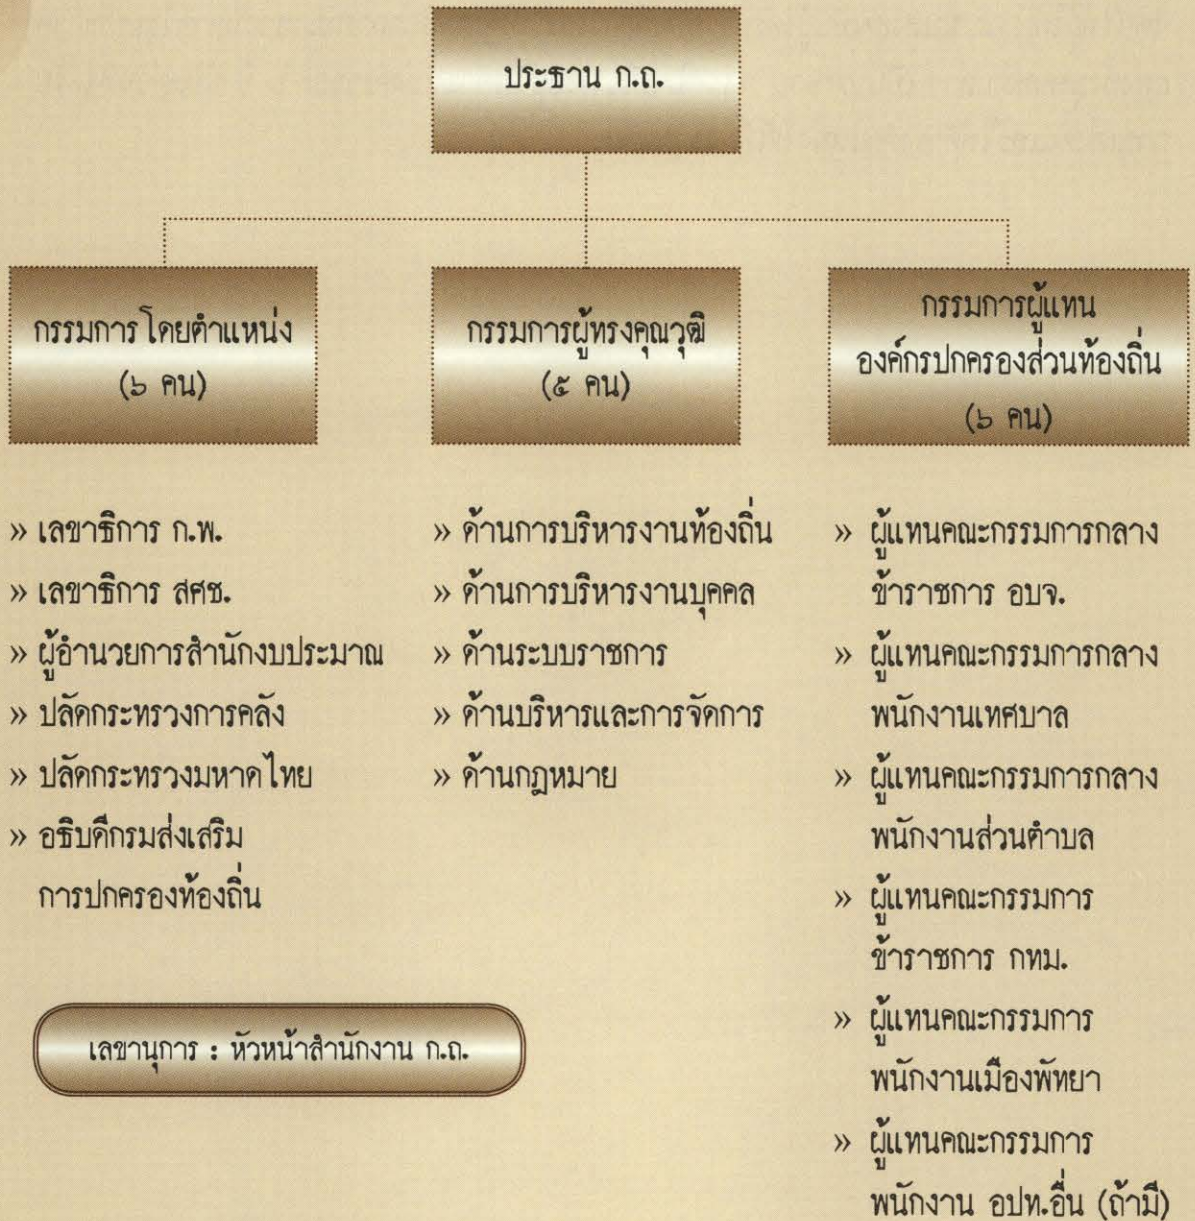 ประธาน ก.ถ.
กรรมการโดยตำแหน่ง
(๖ คน)
กรรมการผู้ทรงคุณวุฒิ
(๕ คน)
กรรมการผู้แทน
องค์กรปกครองส่วนท้องถิ่น
(๖ คน)
» เลขาธิการ ก.พ.
» เลขาธิการ สศช.
» ผู้อำนวยการสำนักงบประมาณ
» ปลัดกระทรวงการคลัง
» ปลัดกระทรวงมหาดไทย
» อธิบดีกรมส่งเสริม
การปกครองท้องถิ่น
» ด้านการบริหารงานท้องถิ่น
» ด้านการบริหารงานบุคคล
» ด้านระบบราชการ
» ด้านบริหารและการจัดการ
» ด้านกฎหมาย
» ผู้แทนคณะกรรมการกลาง
ข้าราชการ อบจ.
» ผู้แทนคณะกรรมการกลาง
พนักงานเทศบาล
» ผู้แทนคณะกรรมการกลาง
พนักงานส่วนตำบล
» ผู้แทนคณะกรรมการ
ข้าราชการ กทม.
» ผู้แทนคณะกรรมการ
พนักงานเมืองพัทยา
» ผู้แทนคณะกรรมการ
พนักงาน อปท.อื่น (ถ้ามี)
เลขานุการ : หัวหน้าสำนักงาน ก.ถ.